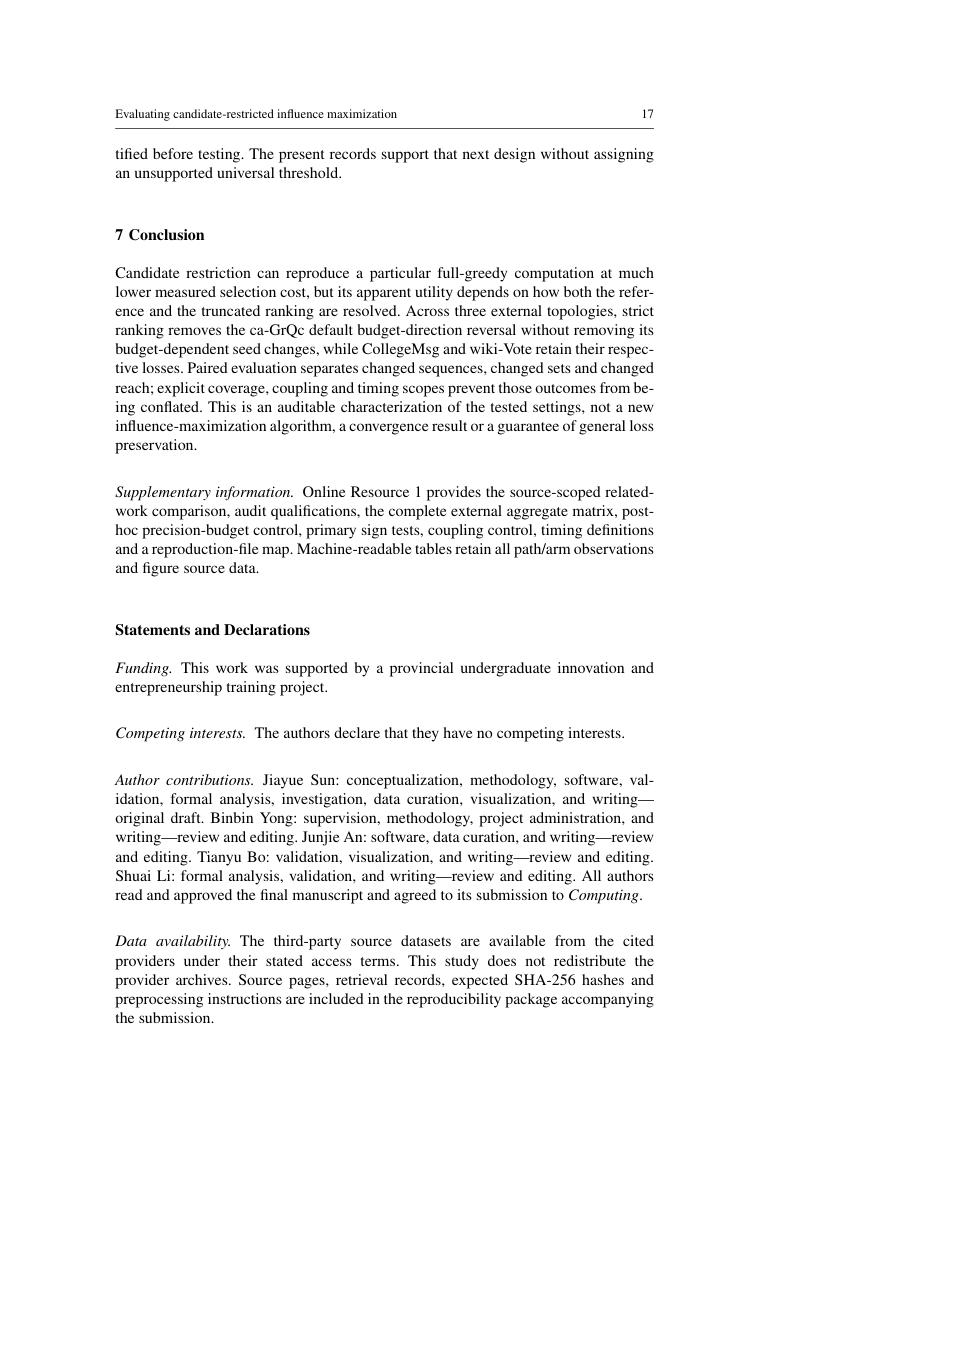 Evaluating candidate-restricted influence maximization 17
tified before testing. The present records support that next design without assigning
an unsupported universal threshold.
7 Conclusion
Candidate restriction can reproduce a particular full-greedy computation at much
lower measured selection cost, but its apparent utility depends on how both the refer-
ence and the truncated ranking are resolved. Across three external topologies, strict
ranking removes the ca-GrQc default budget-direction reversal without removing its
budget-dependent seed changes, while CollegeMsg and wiki-Vote retain their respec-
tive losses. Paired evaluation separates changed sequences, changed sets and changed
reach; explicit coverage, coupling and timing scopes prevent those outcomes from be-
ing conflated. This is an auditable characterization of the tested settings, not a new
influence-maximization algorithm, a convergence result or a guarantee of general loss
preservation.
Supplementary information. Online Resource 1 provides the source-scoped related-
work comparison, audit qualifications, the complete external aggregate matrix, post-
hoc precision-budget control, primary sign tests, coupling control, timing definitions
and a reproduction-file map. Machine-readable tables retain all path/arm observations
and figure source data.
Statements and Declarations
Funding. This work was supported by a provincial undergraduate innovation and
entrepreneurship training project.
Competing interests. The authors declare that they have no competing interests.
Author contributions. Jiayue Sun: conceptualization, methodology, software, val-
idation, formal analysis, investigation, data curation, visualization, and writing—
original draft. Binbin Yong: supervision, methodology, project administration, and
writing—review and editing. Junjie An: software, data curation, and writing—review
and editing. Tianyu Bo: validation, visualization, and writing—review and editing.
Shuai Li: formal analysis, validation, and writing—review and editing. All authors
read and approved the final manuscript and agreed to its submission to Computing.
Data availability. The third-party source datasets are available from the cited
providers under their stated access terms. This study does not redistribute the
provider archives. Source pages, retrieval records, expected SHA-256 hashes and
preprocessing instructions are included in the reproducibility package accompanying
the submission.